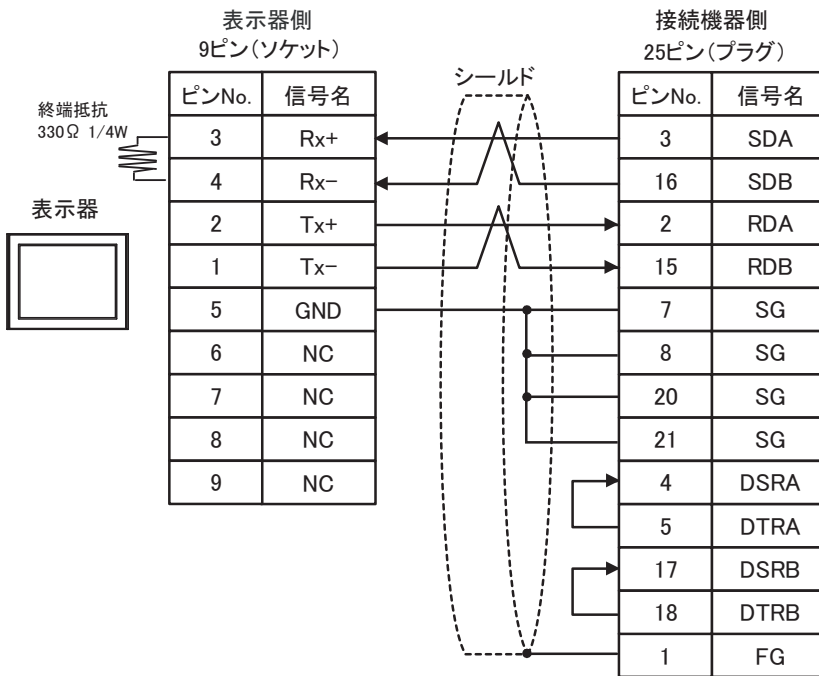 表示器側
9ピン(ソケット)
接続機器側
25ピン(プラグ)
シールド
終端抵抗
330Ω 1/4W
表示器
ピンNo. 信号名
3 Rx+
4 Rx−
2 Tx+
1 Tx−
5 GND
6 NC
7 NC
8 NC
9 NC
ピンNo. 信号名
3 SDA
16 SDB
2 RDA
15 RDB
7 SG
8 SG
20 SG
21 SG
4 DSRA
5 DTRA
17 DSRB
18 DTRB
1 FG